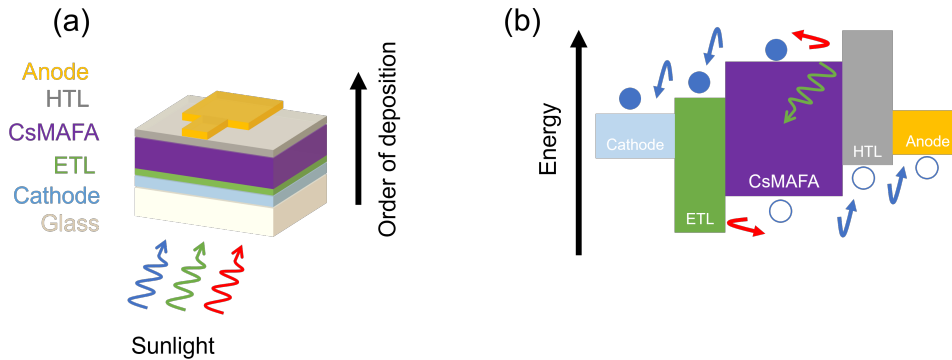 (a)
Anode
HTL
CsMAFA
ETL
Cathode
Glass
Order of deposition
Sunlight
(b)
Energy
Cathode
ETL
CsMAFA
HTL
Anode